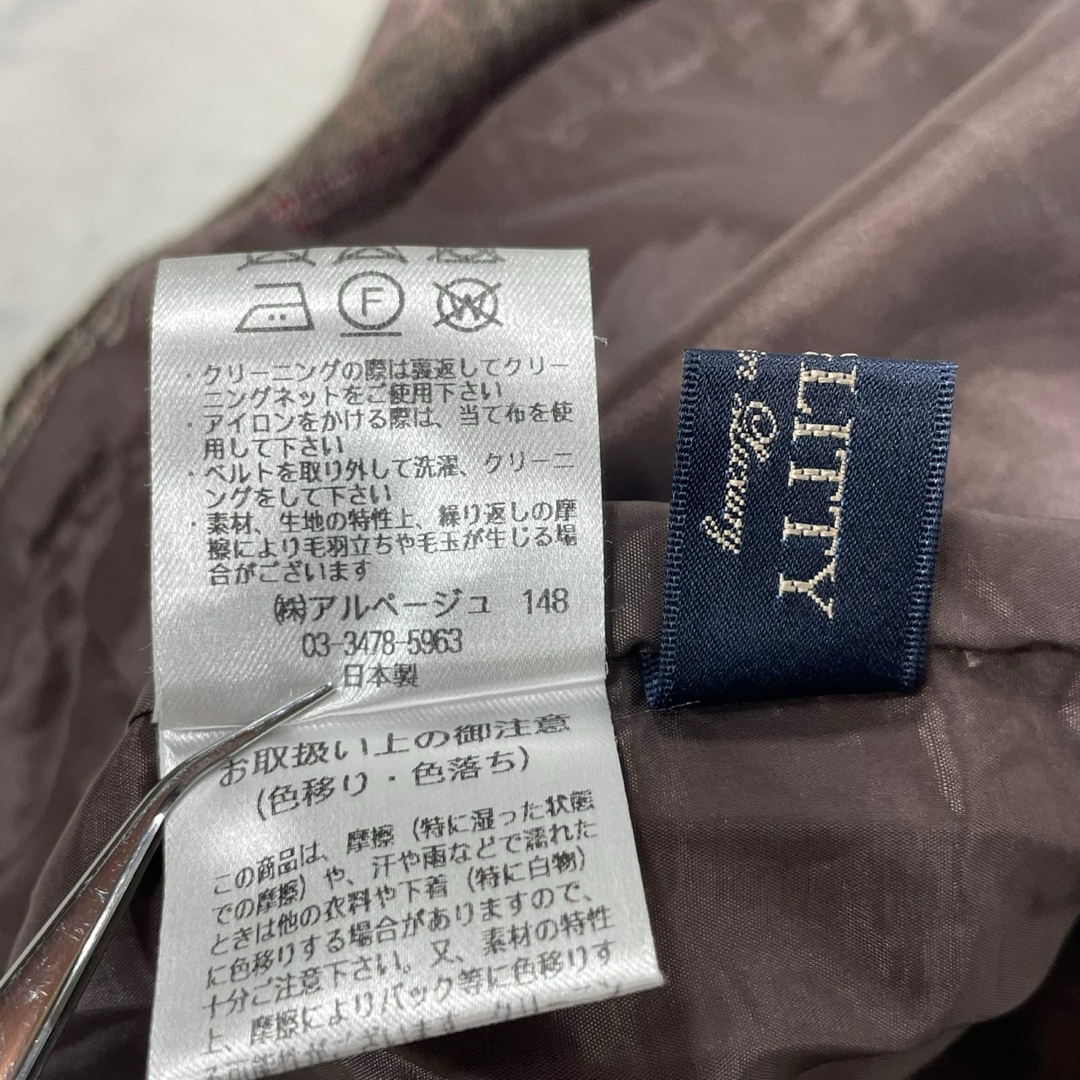 F
W
・クリーニングの際は裏返してクリー
ニングネットをご使用下さい
・アイロンをかける際は、当て布を使
用して下さい
・ベルトを取り外して洗濯、クリーニ
ングをして下さい
・素材、生地の特性上、繰り返しの摩
擦により毛羽立ちや毛玉が生じる場
合がございます
㈱アルページュ 148
03-3478-5963
日本製
お取扱い上の御注意
(色移り・色落ち)
この商品は、摩擦（特に湿った状態
での摩擦）や、汗や雨などで濡れた
ときは他の衣料や下着（特に白物）
に色移りする場合がありますので、
十分ご注意下さい。又、素材の特性
上、摩擦によりバック等に色移りす
LITTY
Luxury